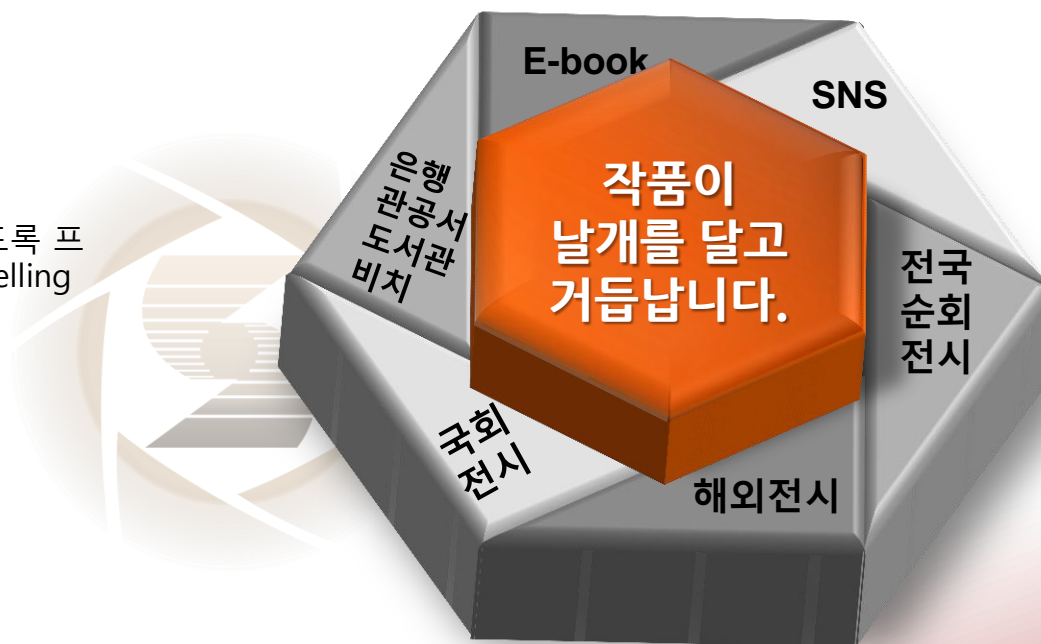 E-book
SNS
은행
관공서
도서관
비치
작품이
날개를 달고
거듭납니다.
전국
순회
전시
국회
전시
해외전시
록 프
elling